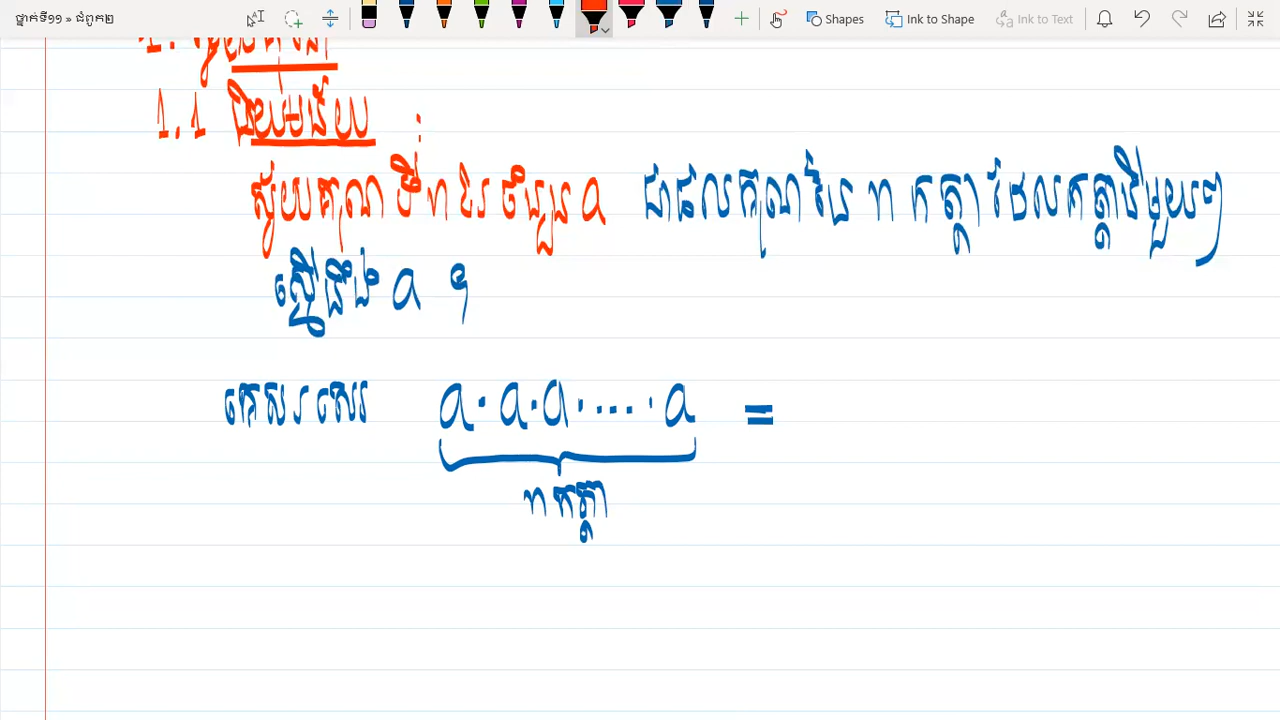 ថ្នាក់ទី១១ » ជំពូក២
Shapes Ink to Shape Ink to Text
1.1 និយមន័យ :
ស្វ័យគុណទី n នៃចំនួន a ជាផលគុណនៃ n កត្តា ដែលកត្តានីមួយៗ
ស្មើនឹង a ។
គេសរសេរ a · a · a · .... · a =
n កត្តា